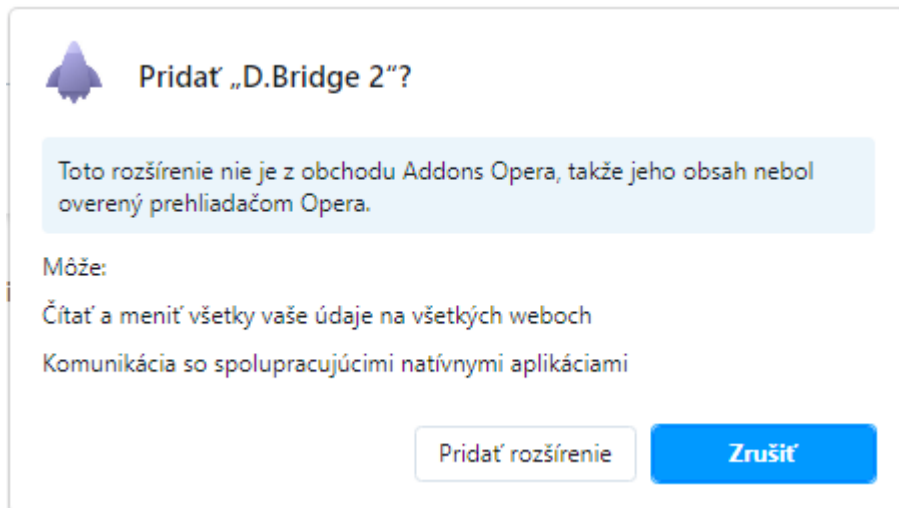 Pridať „D.Bridge 2“?
Toto rozšírenie nie je z obchodu Addons Opera, takže jeho obsah nebol
overený prehliadačom Opera.
Môže:
Čítať a meniť všetky vaše údaje na všetkých weboch
Komunikácia so spolupracujúcimi natívnymi aplikáciami
Pridať rozšírenie
Zrušiť